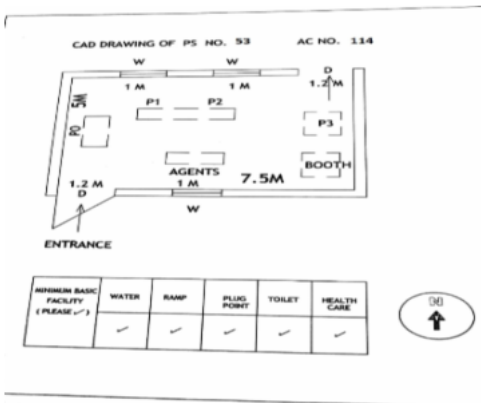 CAD DRAWING OF PS NO. 53 AC NO. 114
W W D
1 M 1 M 1.2 M
5M
P1 P2
P3
PO
AGENTS
BOOTH
1.2 M 1 M 7.5M
D
W
ENTRANCE
MINIMUM BASIC FACILITY (PLEASE ✓) WATER RAMP PLUG POINT TOILET HEALTH CARE
✓ ✓ ✓ ✓ ✓
N